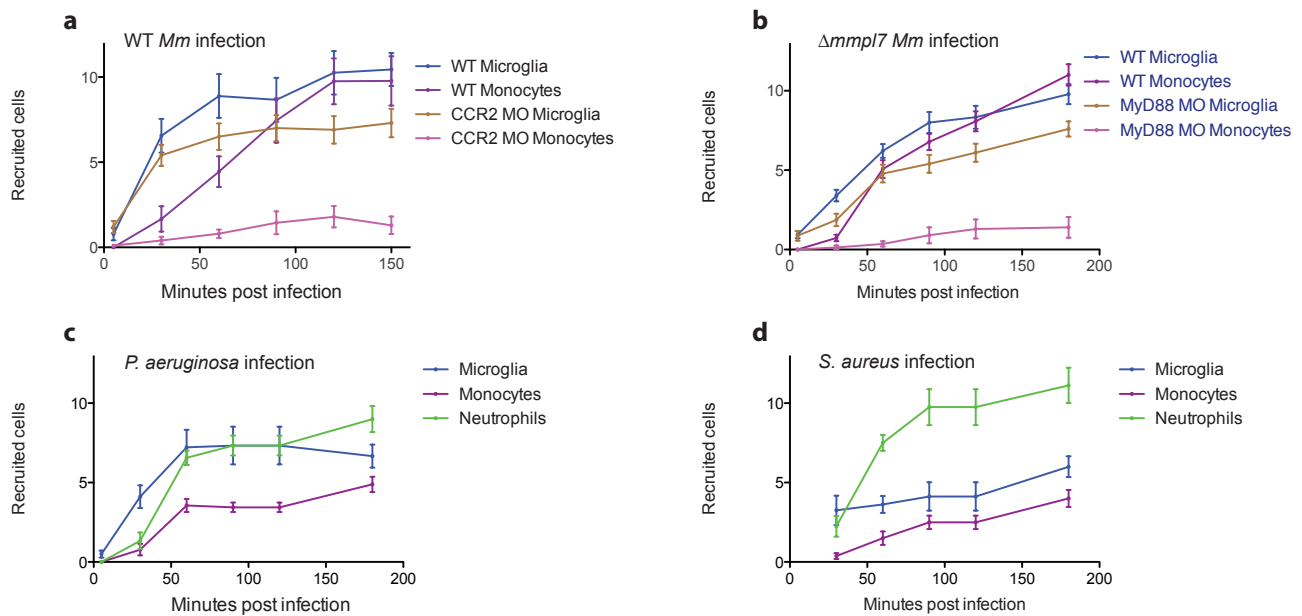 a
WT Mm infection
10
5
0
0
50
100
150
Recruited cells
Minutes post infection
WT Microglia
WT Monocytes
CCR2 MO Microglia
CCR2 MO Monocytes
b
Δmmpl7 Mm infection
10
5
0
0
50
100
150
200
Recruited cells
Minutes post infection
WT Microglia
WT Monocytes
MyD88 MO Microglia
MyD88 MO Monocytes
c
P. aeruginosa infection
10
5
0
0
50
100
150
200
Recruited cells
Minutes post infection
Microglia
Monocytes
Neutrophils
d
S. aureus infection
10
5
0
0
50
100
150
200
Recruited cells
Minutes post infection
Microglia
Monocytes
Neutrophils